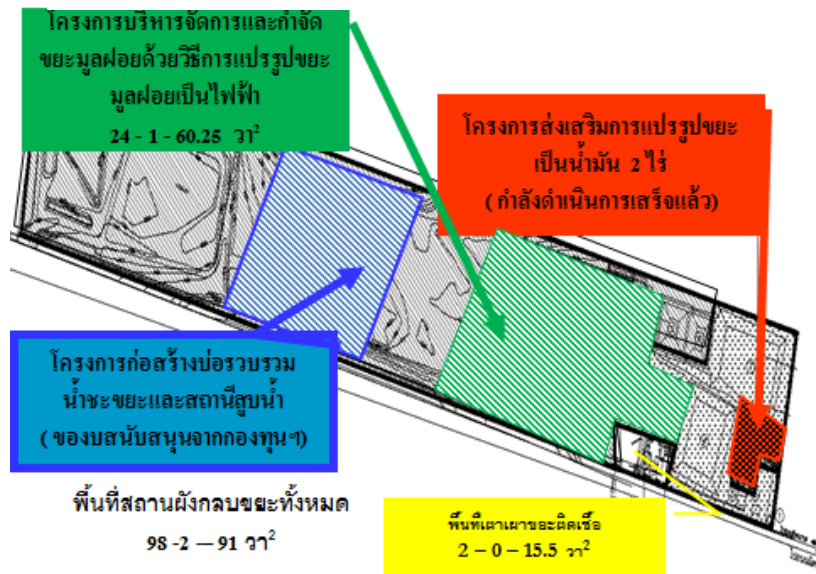 โครงการบริหารจัดการและกำจัด
ขยะมูลฝอยด้วยวิธีการแปรรูปขยะ
มูลฝอยเป็นไฟฟ้า
24 - 1 - 60.25 วา²
โครงการส่งเสริมการแปรรูปขยะ
เป็นน้ำมัน 2 ไร่
( กำลังดำเนินการเสร็จแล้ว)
โครงการก่อสร้างบ่อรวบรวม
น้ำชะขยะและสถานีสูบน้ำ
( ของบสนับสนุนจากกองทุนฯ)
พื้นที่สถานฝังกลบขยะทั้งหมด
98 -2 – 91 วา²
พื้นที่เตาเผาขยะติดเชื้อ
2 – 0 – 15.5 วา²